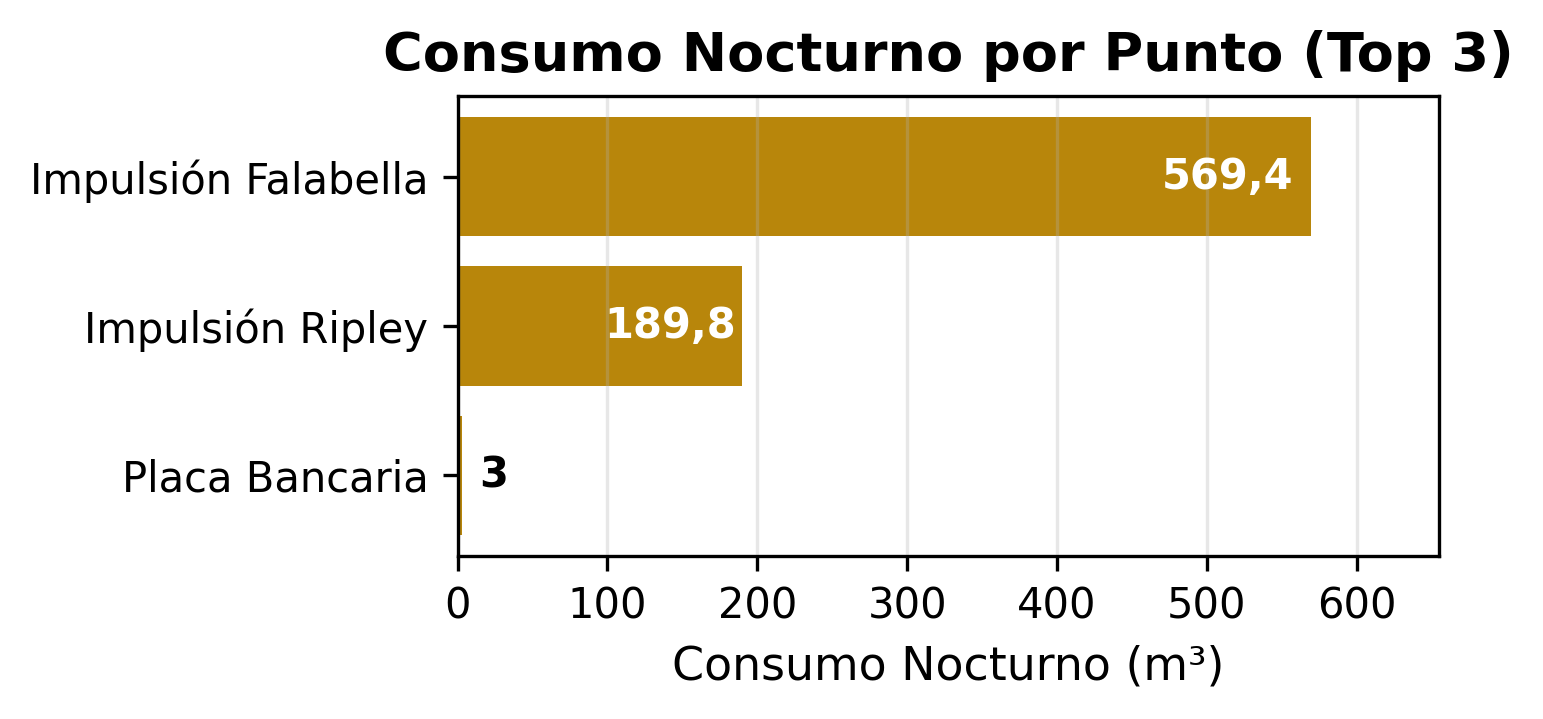 Consumo Nocturno por Punto (Top 3)
Impulsión Falabella
569,4
Impulsión Ripley
189,8
Placa Bancaria
3
0 100 200 300 400 500 600
Consumo Nocturno (m³)